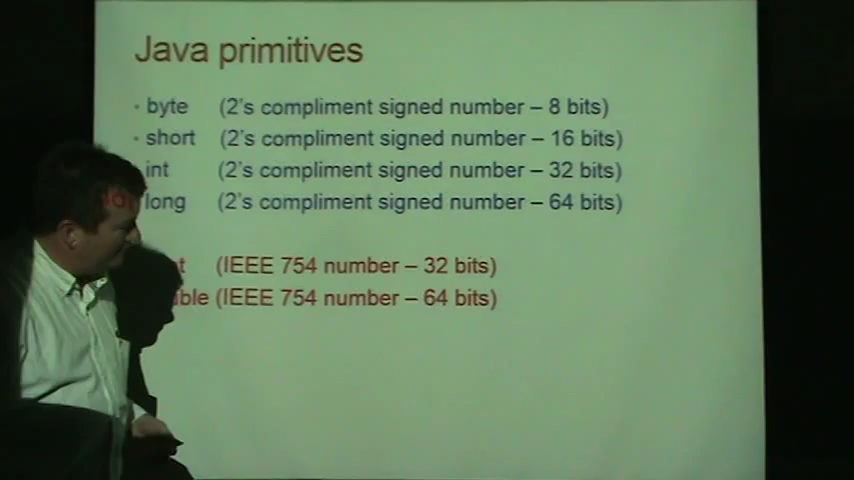 Java primitives
• byte (2's compliment signed number – 8 bits)
• short (2's compliment signed number – 16 bits)
int (2's compliment signed number – 32 bits)
long (2's compliment signed number – 64 bits)
(IEEE 754 number – 32 bits)
(IEEE 754 number – 64 bits)